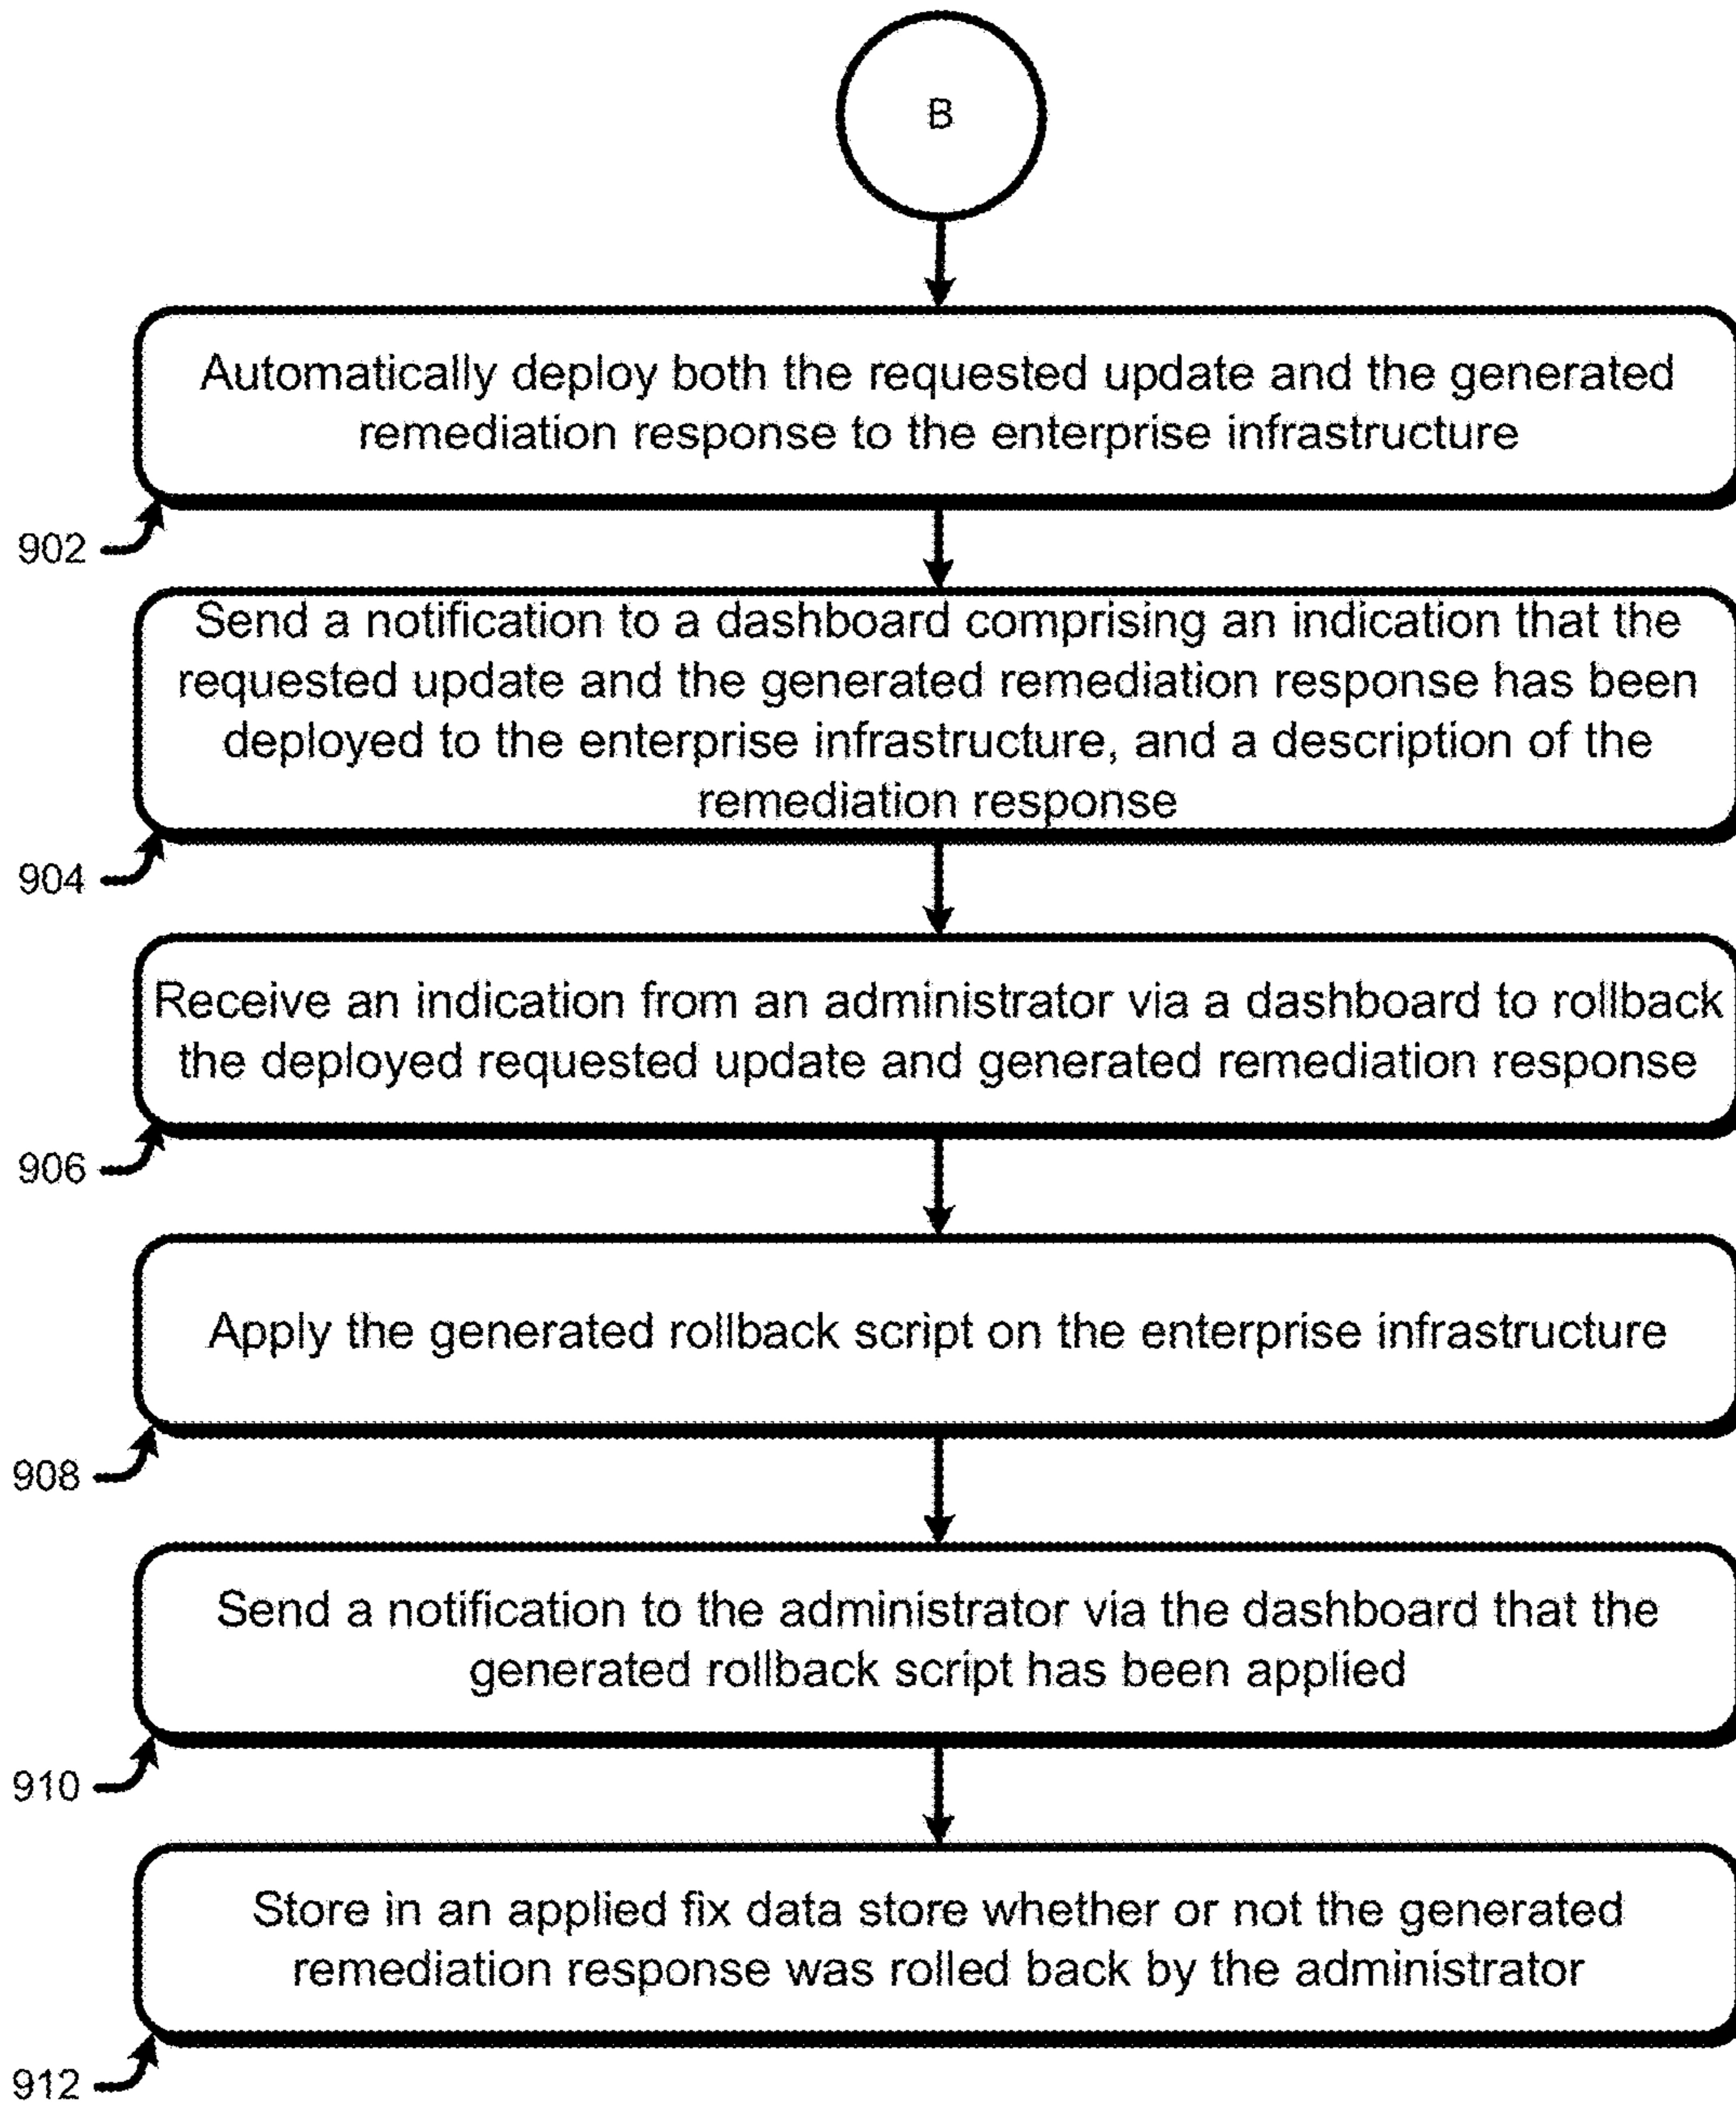 B
Automatically deploy both the requested update and the generated
remediation response to the enterprise infrastructure
902
Send a notification to a dashboard comprising an indication that the
requested update and the generated remediation response has been
deployed to the enterprise infrastructure, and a description of the
remediation response
904
Receive an indication from an administrator via a dashboard to rollback
the deployed requested update and generated remediation response
906
Apply the generated rollback script on the enterprise infrastructure
908
Send a notification to the administrator via the dashboard that the
generated rollback script has been applied
910
Store in an applied fix data store whether or not the generated
remediation response was rolled back by the administrator
912